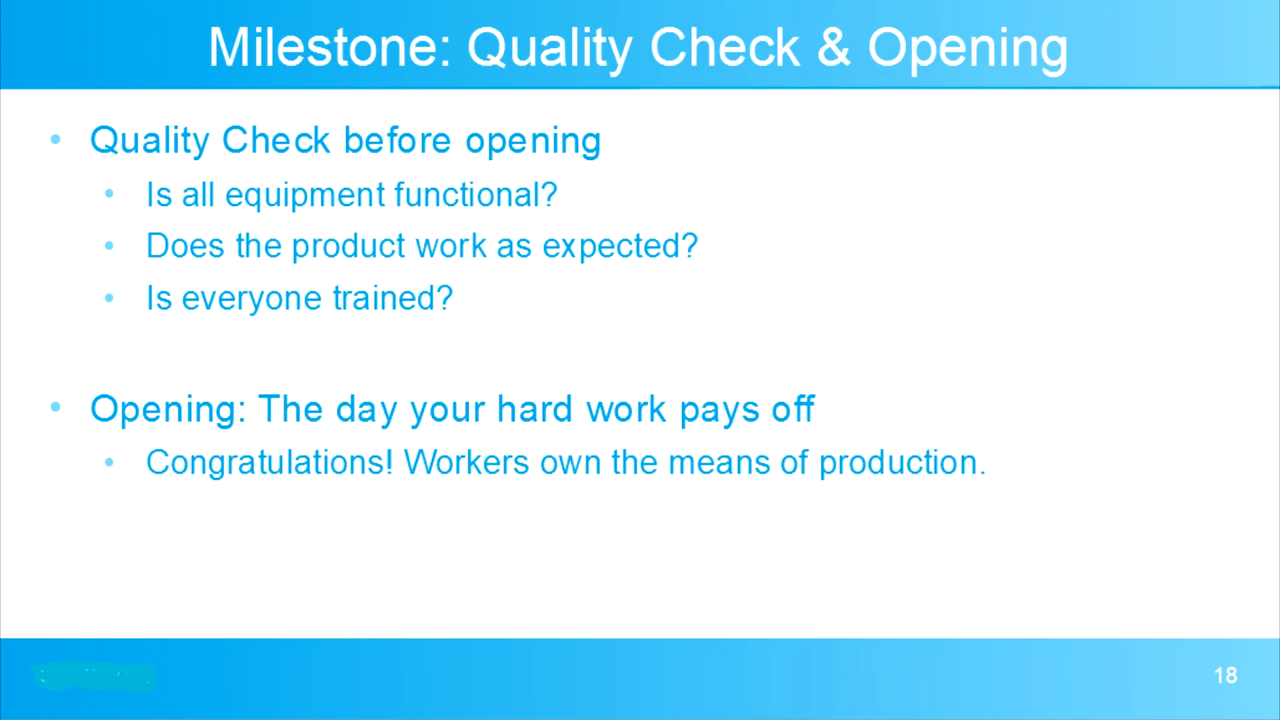 Milestone: Quality Check & Opening
• Quality Check before opening
• Is all equipment functional?
• Does the product work as expected?
• Is everyone trained?
• Opening: The day your hard work pays off
• Congratulations! Workers own the means of production.
18